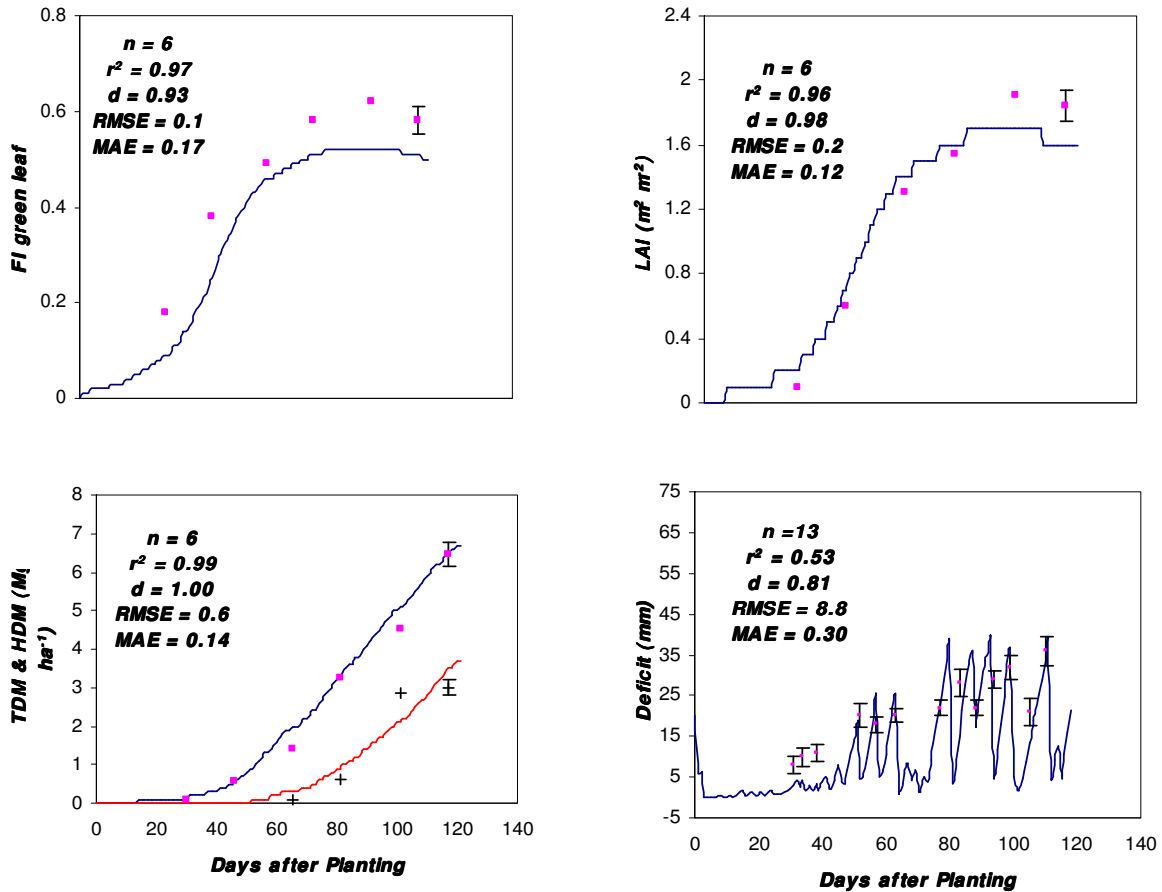 0.8
0.6
0.4
0.2
0
FI green leaf
n = 6
r² = 0.97
d = 0.93
RMSE = 0.1
MAE = 0.17
2.4
2
1.6
1.2
0.8
0.4
0
LAI (m² m²)
n = 6
r² = 0.96
d = 0.98
RMSE = 0.2
MAE = 0.12
8
7
6
5
4
3
2
1
0
TDM & HDM (Mg
ha⁻¹)
n = 6
r² = 0.99
d = 1.00
RMSE = 0.6
MAE = 0.14
0 20 40 60 80 100 120 140
Days after Planting
75
65
55
45
35
25
15
5
-5
Deficit (mm)
n =13
r² = 0.53
d = 0.81
RMSE = 8.8
MAE = 0.30
0 20 40 60 80 100 120 140
Days after Planting